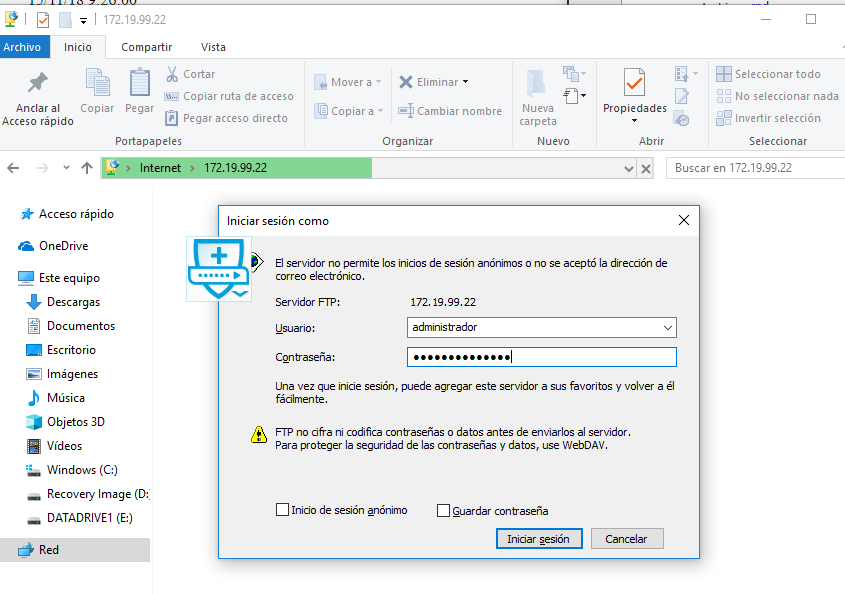 15/11/18 9:26:00
172.19.99.22
Archivo
Inicio
Compartir
Vista
Anclar al
Acceso rápido
Copiar
Pegar
Cortar
Copiar ruta de acceso
Pegar acceso directo
Portapapeles
Mover a
Copiar a
Eliminar
Cambiar nombre
Organizar
Nueva
carpeta
Nuevo
Propiedades
Abrir
Seleccionar todo
No seleccionar nada
Invertir selección
Seleccionar
Internet
172.19.99.22
Buscar en 172.19.99.22
Acceso rápido
OneDrive
Este equipo
Descargas
Documentos
Escritorio
Imágenes
Música
Objetos 3D
Vídeos
Windows (C:)
Recovery Image (D:
DATADRIVE1 (E:)
Red
Iniciar sesión como
El servidor no permite los inicios de sesión anónimos o no se aceptó la dirección de
correo electrónico.
Servidor FTP: 172.19.99.22
Usuario: administrador
Contraseña: ●●●●●●●●●●●●●●
Una vez que inicie sesión, puede agregar este servidor a sus favoritos y volver a él
fácilmente.
FTP no cifra ni codifica contraseñas o datos antes de enviarlos al servidor.
Para proteger la seguridad de las contraseñas y datos, use WebDAV.
Inicio de sesión anónimo
Guardar contraseña
Iniciar sesión
Cancelar